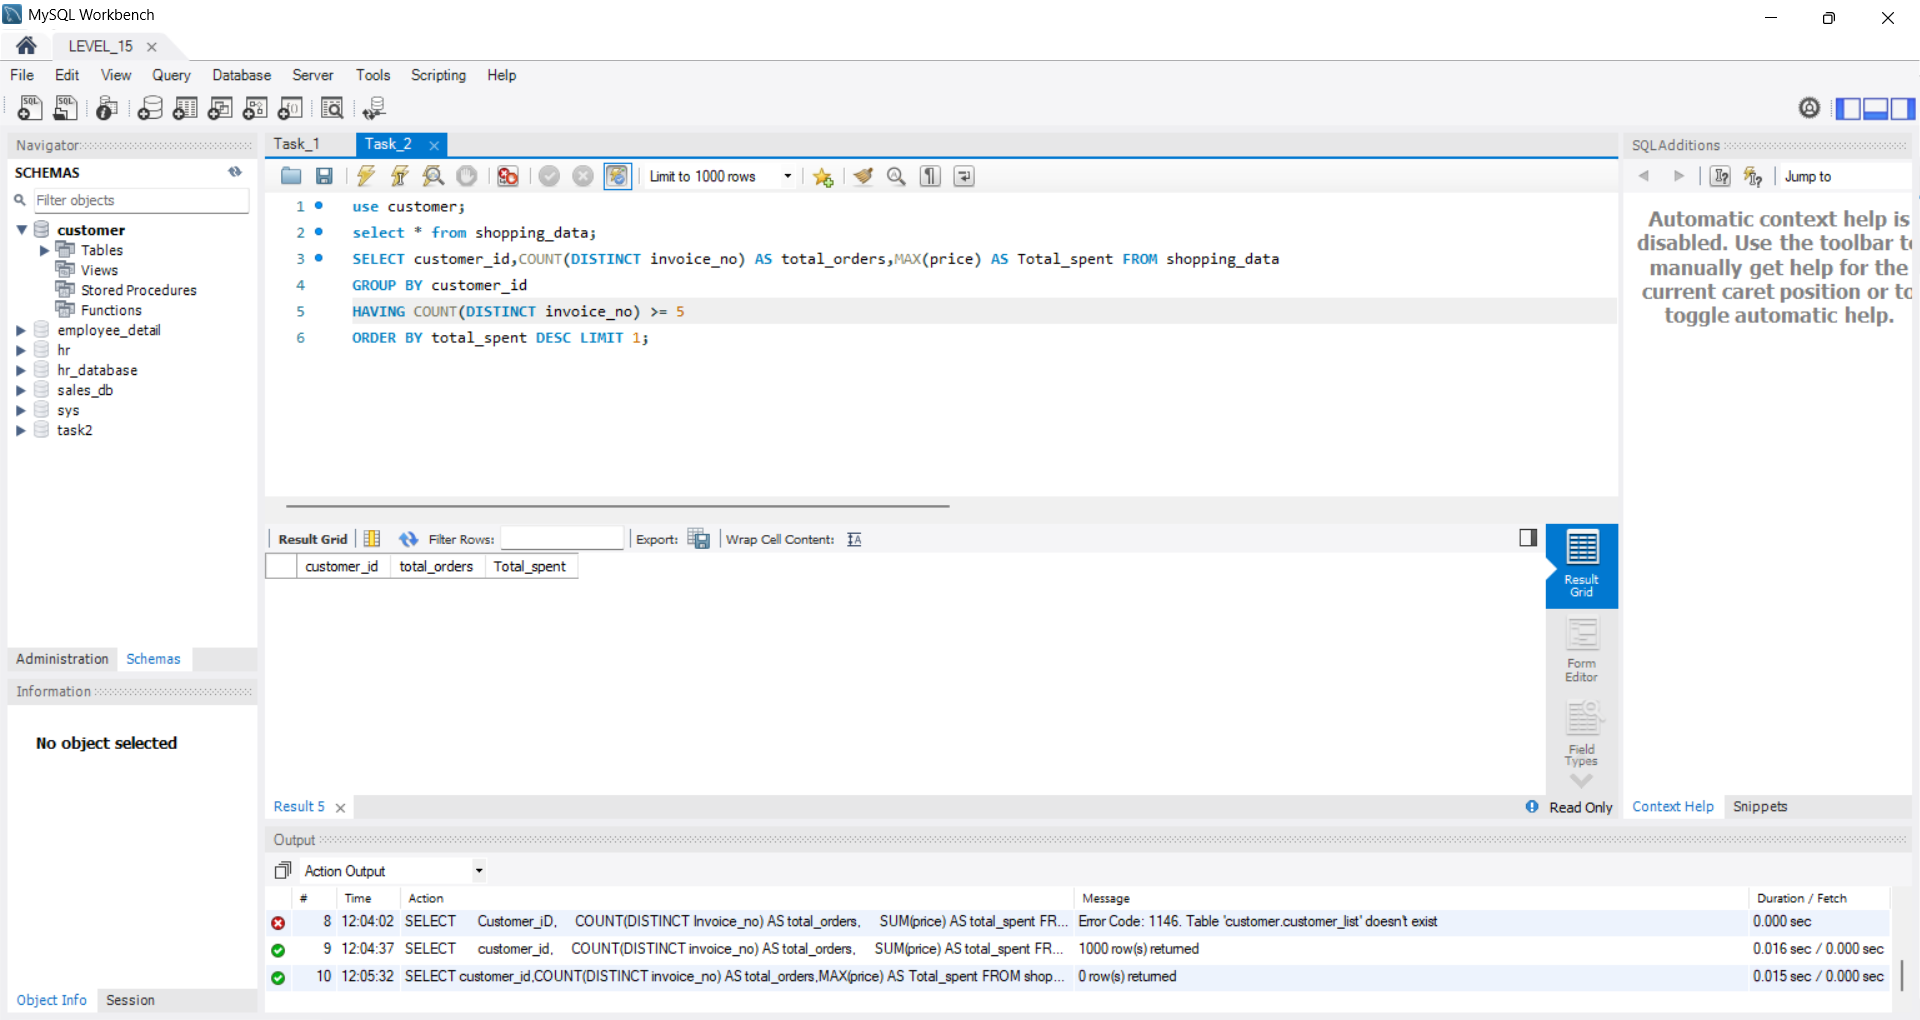 MySQL Workbench
LEVEL_15
File Edit View Query Database Server Tools Scripting Help
Navigator
SCHEMAS
Filter objects
customer
Tables
Views
Stored Procedures
Functions
employee_detail
hr
hr_database
sales_db
sys
task2
Administration Schemas
Information
No object selected
Object Info Session
Task_1 Task_2
Limit to 1000 rows
1 use customer;
2 select * from shopping_data;
3 SELECT customer_id,COUNT(DISTINCT invoice_no) AS total_orders,MAX(price) AS Total_spent FROM shopping_data
4 GROUP BY customer_id
5 HAVING COUNT(DISTINCT invoice_no) >= 5
6 ORDER BY total_spent DESC LIMIT 1;
Result Grid Filter Rows: Export: Wrap Cell Content:
customer_id total_orders Total_spent
Result
Grid
Form
Editor
Field
Types
Result 5
Read Only
SQLAdditions
Jump to
Automatic context help is
disabled. Use the toolbar to
manually get help for the
current caret position or to
toggle automatic help.
Context Help Snippets
Output
Action Output
# Time Action Message Duration / Fetch
8 12:04:02 SELECT Customer_iD, COUNT(DISTINCT Invoice_no) AS total_orders, SUM(price) AS total_spent FR... Error Code: 1146. Table 'customer.customer_list' doesn't exist 0.000 sec
9 12:04:37 SELECT customer_id, COUNT(DISTINCT invoice_no) AS total_orders, SUM(price) AS total_spent FR... 1000 row(s) returned 0.016 sec / 0.000 sec
10 12:05:32 SELECT customer_id,COUNT(DISTINCT invoice_no) AS total_orders,MAX(price) AS Total_spent FROM shop... 0 row(s) returned 0.015 sec / 0.000 sec